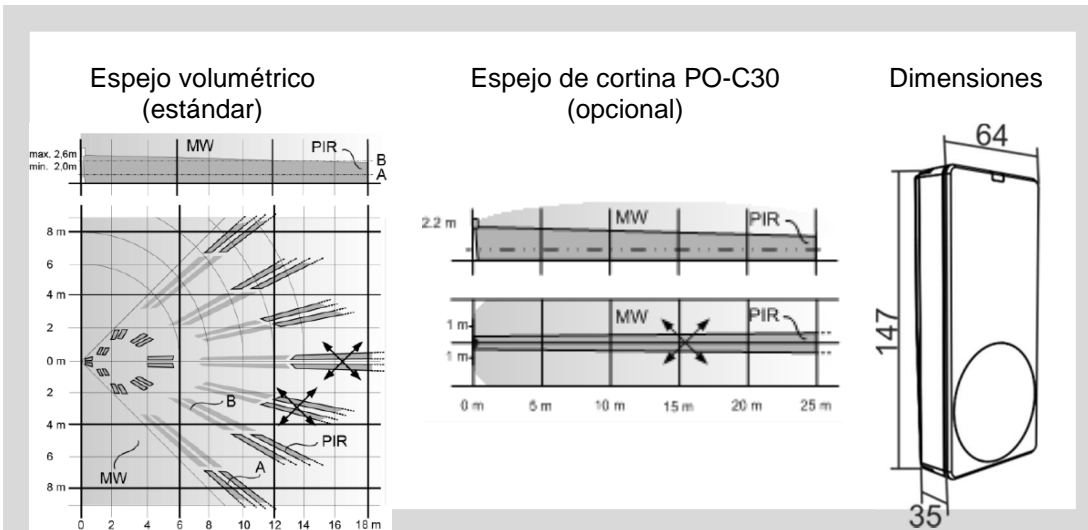 Espejo volumétrico
(estándar)
MW
PIR
max. 2,6m
min. 2,0m
B
A
8 m
6
4 m
2
0 m
2
4 m
6
8 m
B
PIR
A
MW
0 2 4 6 8 10 12 14 16 18 m
Espejo de cortina PO-C30
(opcional)
2.2 m
MW
PIR
1 m
1 m
MW
PIR
0 m 5 m 10 m 15 m 20 m 25 m
Dimensiones
64
147
35